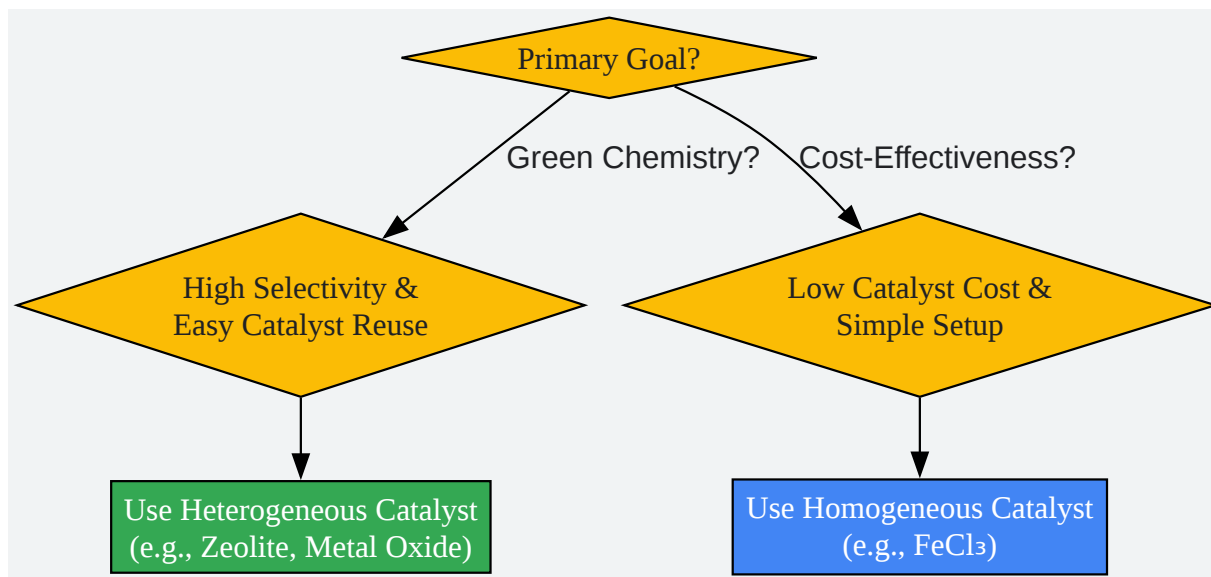 Primary Goal?
Green Chemistry?
Cost-Effectiveness?
High Selectivity &
Easy Catalyst Reuse
Low Catalyst Cost &
Simple Setup
Use Heterogeneous Catalyst
(e.g., Zeolite, Metal Oxide)
Use Homogeneous Catalyst
(e.g., FeCl₃)